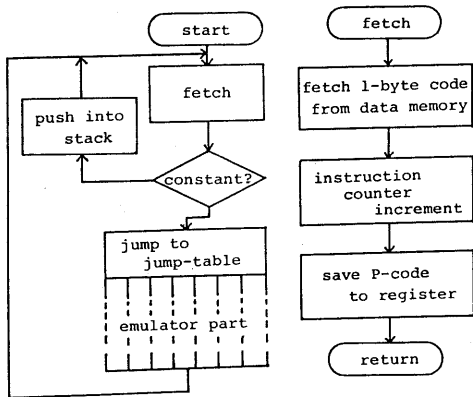 start
fetch
push into
stack
constant?
jump to
jump-table
emulator part
fetch
fetch 1-byte code
from data memory
instruction
counter
increment
save P-code
to register
return